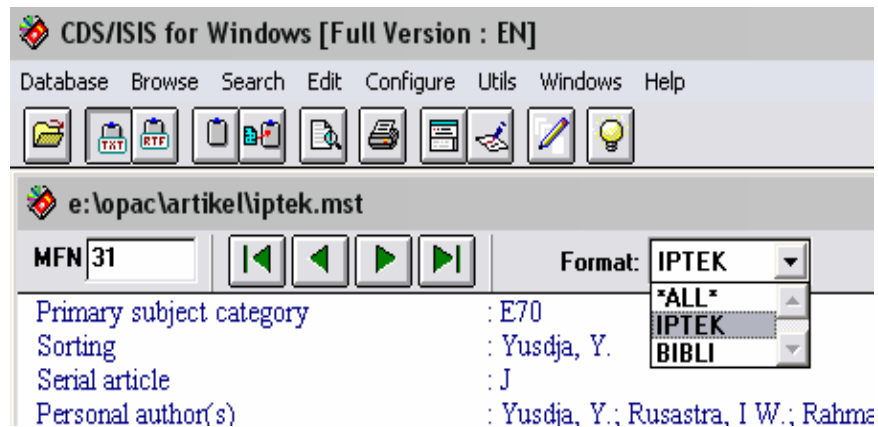 CDS/ISIS for Windows [Full Version : EN]
Database Browse Search Edit Configure Utils Windows Help
TXT RTF
e:\opac\artikel\iptek.mst
MFN 31 Format: IPTEK
*ALL*
IPTEK
BIBLI
Primary subject category : E70
Sorting : Yusdja, Y.
Serial article : J
Personal author(s) : Yusdja, Y.; Rusastra, I W.; Rahma